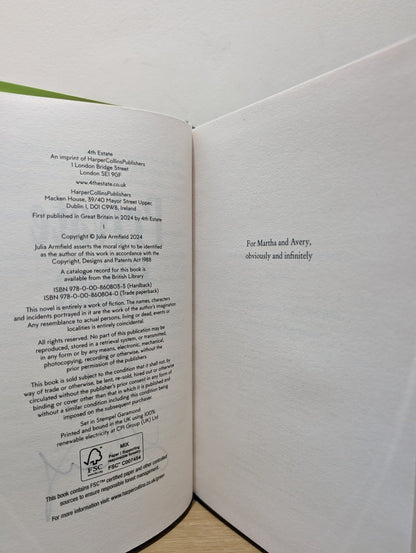 4th Estate
An imprint of HarperCollinsPublishers
1 London Bridge Street
London SE1 9GF
www.4thestate.co.uk
HarperCollinsPublishers
Macken House, 39/40 Mayor Street Upper,
Dublin 1, D01 C9W8, Ireland
First published in Great Britain in 2024 by 4th Estate
1
Copyright © Julia Armfield 2024
Julia Armfield asserts the moral right to be identified
as the author of this work in accordance with the
Copyright, Designs and Patents Act 1988
A catalogue record for this book is
available from the British Library
ISBN 978-0-00-860803-3 (Hardback)
ISBN 978-0-00-860804-0 (Trade paperback)
This novel is entirely a work of fiction. The names, characters
and incidents portrayed in it are the work of the author's imagination.
Any resemblance to actual persons, living or dead, events or
localities is entirely coincidental.
All rights reserved. No part of this publication may be
reproduced, stored in a retrieval system, or transmitted,
in any form or by any means, electronic, mechanical,
photocopying, recording or otherwise, without the
prior permission of the publishers
This book is sold subject to the condition that it shall not, by
way of trade or otherwise, be lent, re-sold, hired out or otherwise
circulated without the publisher's prior consent in any form of
binding or cover other than that in which it is published and
without a similar condition including this condition being
imposed on the subsequent purchaser.
Set in Stempel Garamond
Printed and bound in the UK using 100%
renewable electricity at CPI Group (UK) Ltd
FSC
www.fsc.org
MIX
Paper | Supporting
responsible forestry
FSC™ C007454
This book contains FSC™ certified paper and other controlled
sources to ensure responsible forest management.
For more information visit: www.harpercollins.co.uk/green
For Martha and Avery,
obviously and infinitely